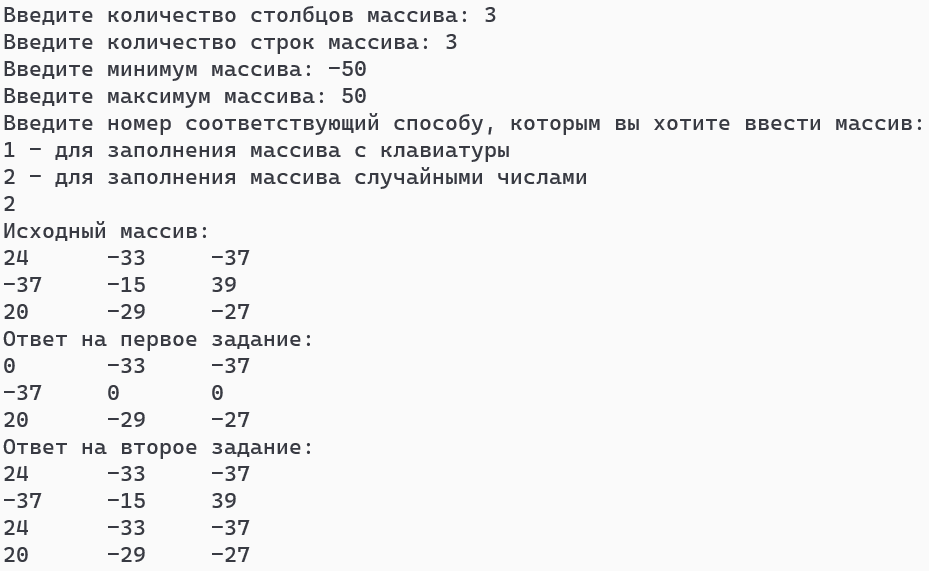 Введите количество столбцов массива: 3
Введите количество строк массива: 3
Введите минимум массива: -50
Введите максимум массива: 50
Введите номер соответствующий способу, которым вы хотите ввести массив:
1 - для заполнения массива с клавиатуры
2 - для заполнения массива случайными числами
2
Исходный массив:
24 -33 -37
-37 -15 39
20 -29 -27
Ответ на первое задание:
0 -33 -37
-37 0 0
20 -29 -27
Ответ на второе задание:
24 -33 -37
-37 -15 39
24 -33 -37
20 -29 -27